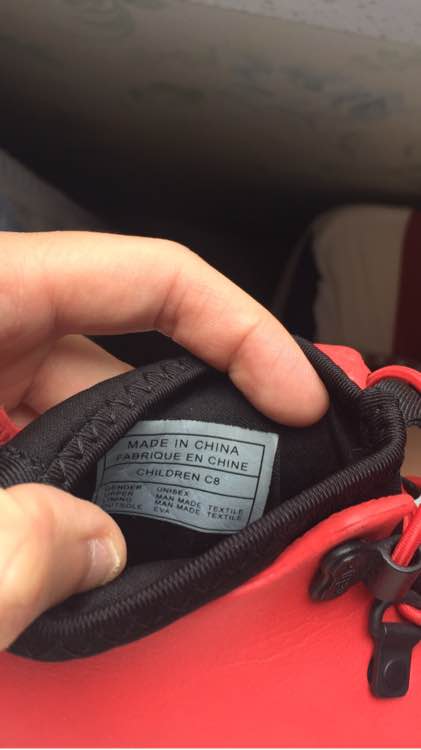 MADE IN CHINA
FABRIQUE EN CHINE
CHILDREN C8
GENDER UNISEX
UPPER MAN MADE TEXTILE
LINING MAN MADE TEXTILE
OUTSOLE EVA